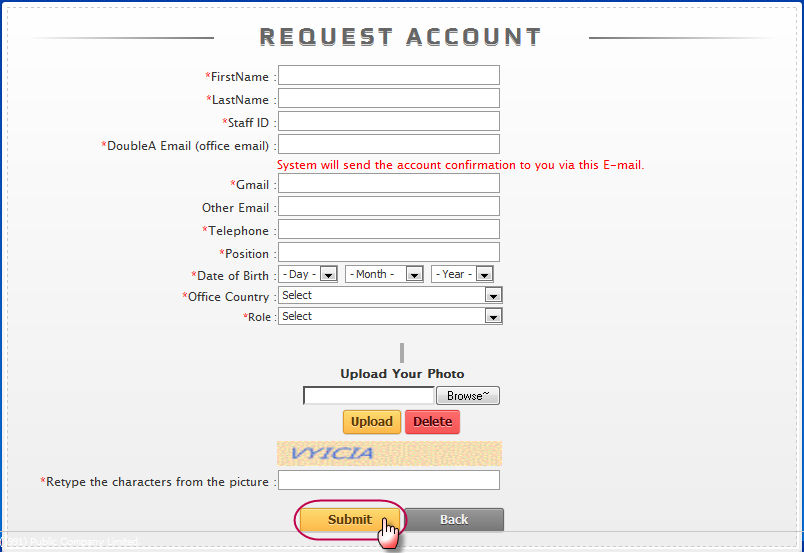 REQUEST ACCOUNT
*FirstName :
*LastName :
*Staff ID :
*DoubleA Email (office email) :
System will send the account confirmation to you via this E-mail.
*Gmail :
Other Email :
*Telephone :
*Position :
*Date of Birth : - Day - - Month - - Year -
*Office Country : Select
*Role : Select
Upload Your Photo
Browse~
Upload Delete
VYICIA
*Retype the characters from the picture :
Submit Back
Public Company Limited.